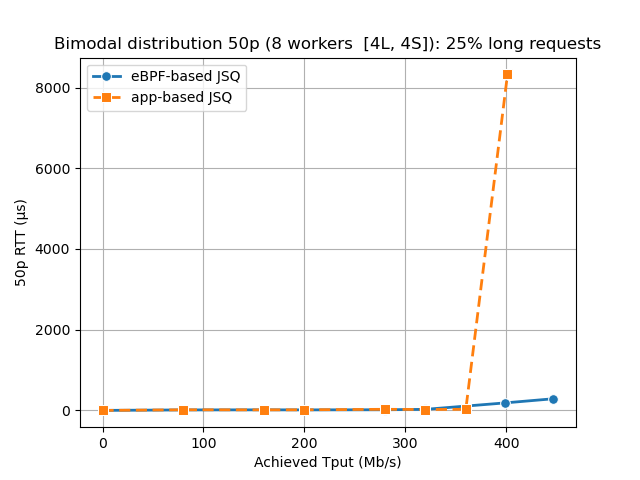 Bimodal distribution 50p (8 workers  [4L, 4S]): 25% long requests
eBPF-based JSQ
app-based JSQ
8000
6000
4000
2000
0
50p RTT (µs)
0 100 200 300 400
Achieved Tput (Mb/s)